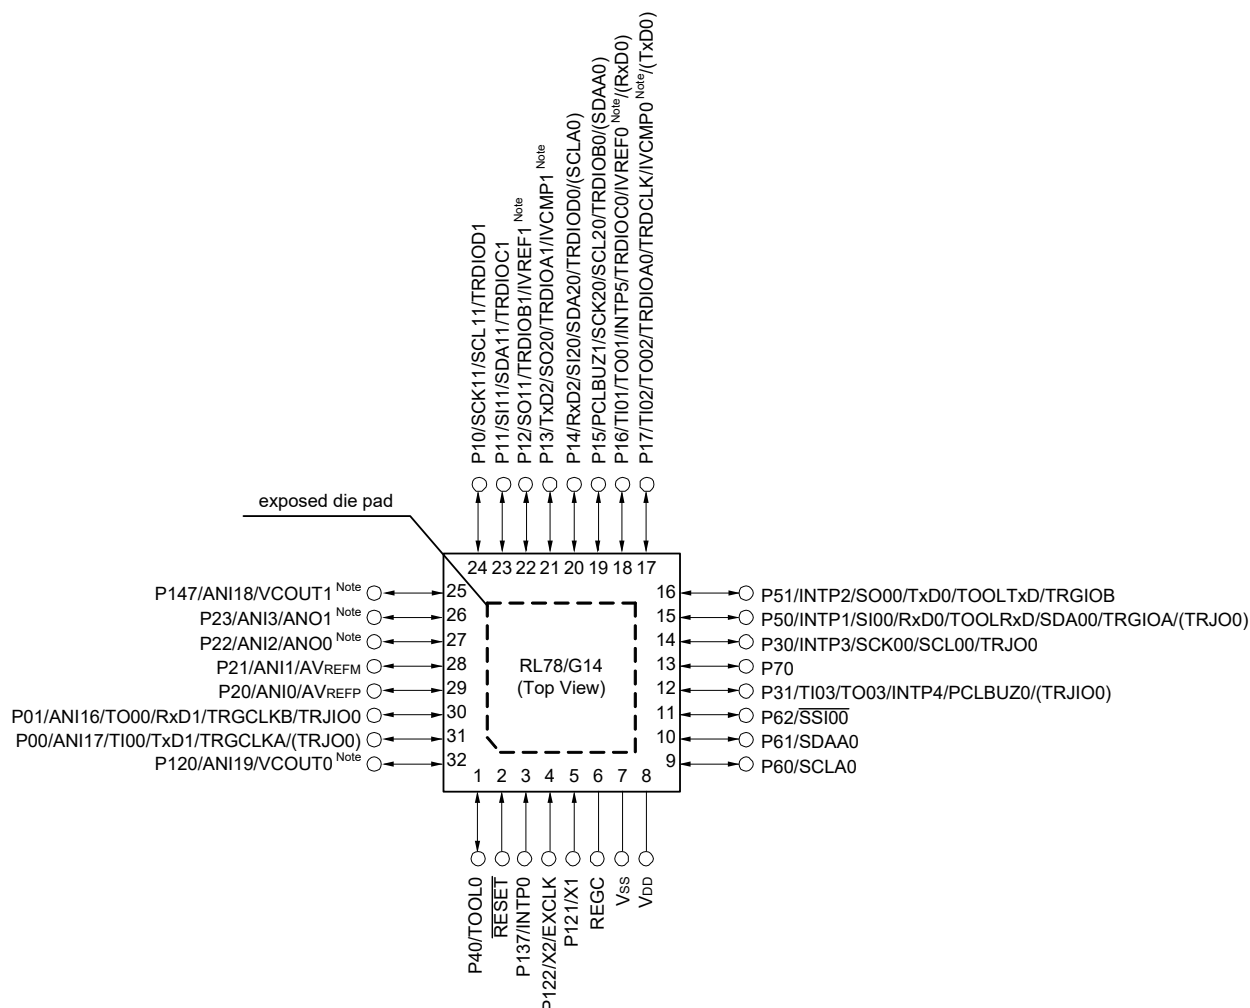 P10/SCK11/SCL11/TRDIOD1
P11/SI11/SDA11/TRDIOC1
P12/SO11/TRDIOB1/IVREF1 Note
P13/TxD2/SO20/TRDIOA1/IVCMP1 Note
P14/RxD2/SI20/SDA20/TRDIOD0/(SCLA0)
P15/PCLBUZ1/SCK20/SCL20/TRDIOB0/(SDAA0)
P16/TI01/TO01/INTP5/TRDIOC0/IVREF0 Note/(RxD0)
P17/TI02/TO02/TRDIOA0/TRDCLK/IVCMP0 Note/(TxD0)
exposed die pad
24 23 22 21 20 19 18 17
P147/ANI18/VCOUT1 Note 25
P23/ANI3/ANO1 Note 26
P22/ANI2/ANO0 Note 27
P21/ANI1/AVREFM 28
P20/ANI0/AVREFP 29
P01/ANI16/TO00/RxD1/TRGCLKB/TRJIO0 30
P00/ANI17/TI00/TxD1/TRGCLKA/(TRJO0) 31
P120/ANI19/VCOUT0 Note 32
RL78/G14
(Top View)
16 P51/INTP2/SO00/TxD0/TOOLTxD/TRGIOB
15 P50/INTP1/SI00/RxD0/TOOLRxD/SDA00/TRGIOA/(TRJO0)
14 P30/INTP3/SCK00/SCL00/TRJO0
13 P70
12 P31/TI03/TO03/INTP4/PCLBUZ0/(TRJIO0)
11 P62/SSI00
10 P61/SDAA0
9 P60/SCLA0
1 2 3 4 5 6 7 8
P40/TOOL0
RESET
P137/INTP0
P122/X2/EXCLK
P121/X1
REGC
VSS
VDD